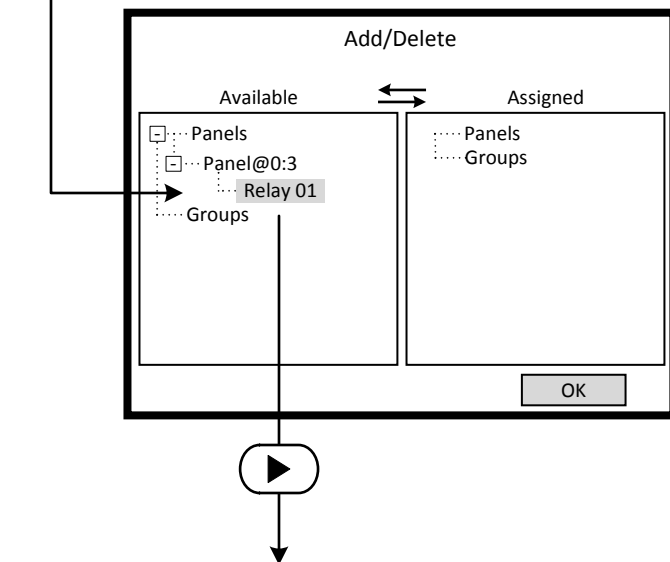 Add/Delete
Available
Assigned
- Panels
- Panel@0:3
Relay 01
Groups
Panels
Groups
OK